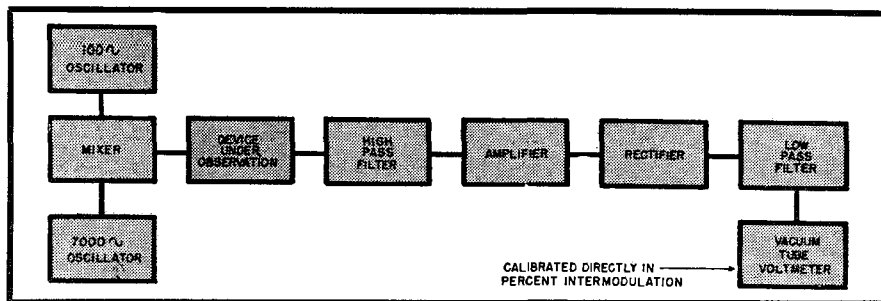 100~
OSCILLATOR
MIXER
DEVICE
UNDER
OBSERVATION
HIGH
PASS
FILTER
AMPLIFIER
RECTIFIER
LOW
PASS
FILTER
7000~
OSCILLATOR
VACUUM
TUBE
VOLTMETER
CALIBRATED DIRECTLY IN
PERCENT INTERMODULATION